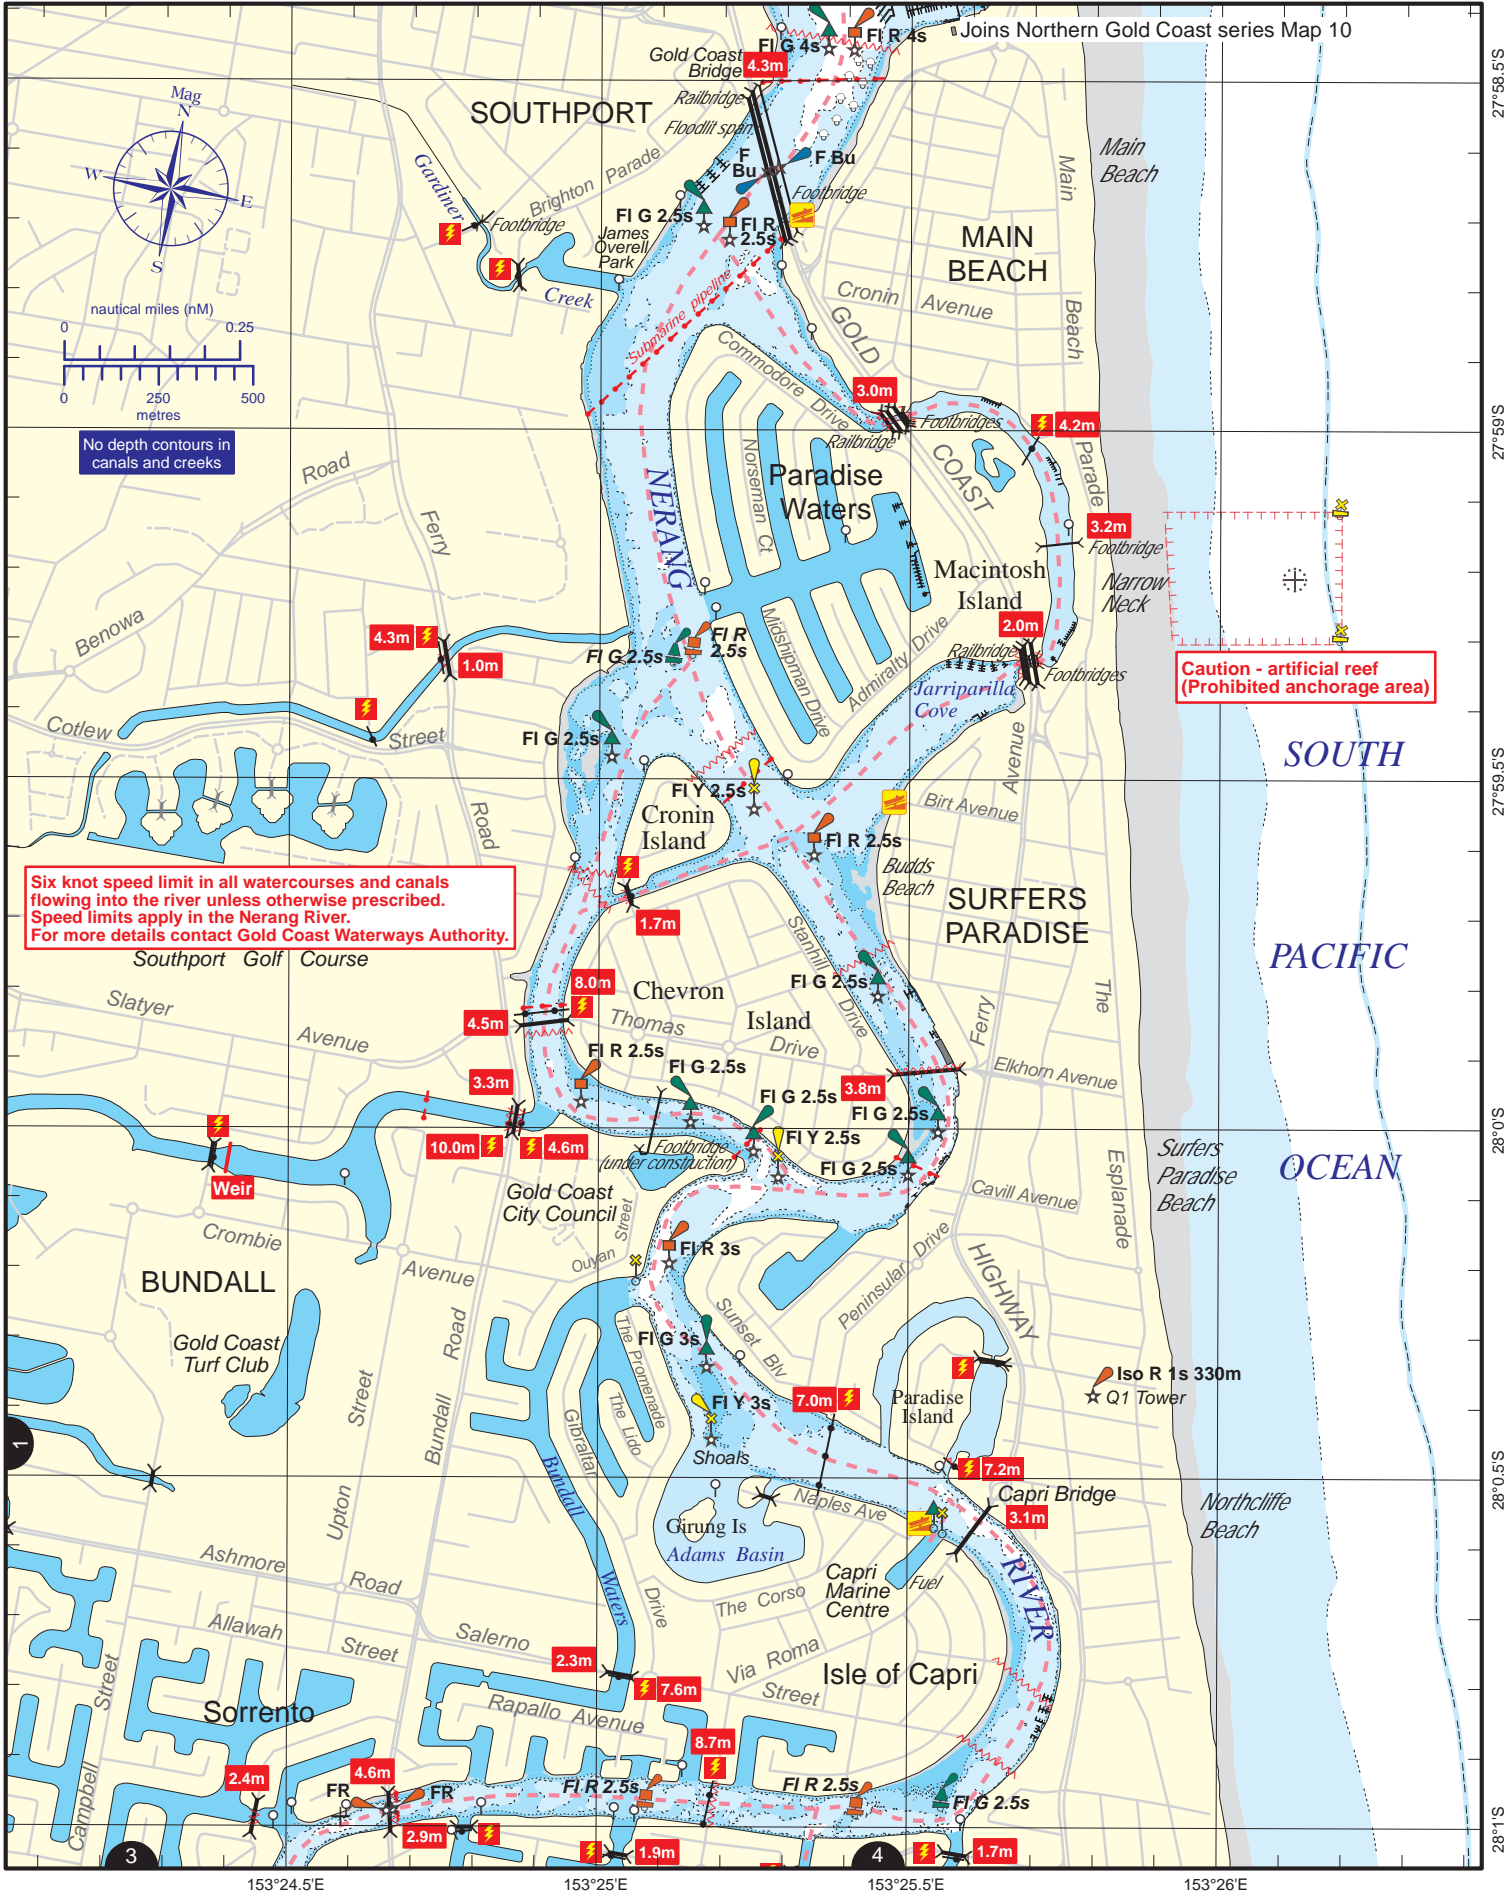 Joins Northern Gold Coast series Map 10
Fl G 4s
Fl R 4s
Gold Coast
Bridge
4.3m
27°58.5'S
Mag
N
W
E
S
SOUTHPORT
Railbridge
Floodlit span
F
Bu
F Bu
Main
Beach
Main
Gardiner
Brighton Parade
Footbridge
Footbridge
Fl G 2.5s
Fl R
2.5s
James
Overell
Park
MAIN
BEACH
Creek
Submarine pipeline
Cronin Avenue
GOLD
Beach
nautical miles (nM)
0
0.25
0
250
500
metres
Commodore Drive
3.0m
Footbridges
Railbridge
4.2m
27°59'S
No depth contours in
canals and creeks
Road
Ferry
NERANG
Norseman Ct
Paradise
Waters
COAST
Parade
3.2m
Footbridge
Macintosh
Island
Narrow
Neck
Benowa
4.3m
1.0m
Fl R
2.5s
Fl G 2.5s
Midshipman Drive
Admiralty Drive
2.0m
Railbridge
Footbridges
Caution - artificial reef
(Prohibited anchorage area)
Jarriparilla
Cove
Cotlew
Street
Fl G 2.5s
Avenue
SOUTH
27°59.5'S
Fl Y 2.5s
Birt Avenue
Road
Cronin
Island
Fl R 2.5s
Budds
Beach
Six knot speed limit in all watercourses and canals
flowing into the river unless otherwise prescribed.
Speed limits apply in the Nerang River.
For more details contact Gold Coast Waterways Authority.
Southport Golf Course
1.7m
SURFERS
PARADISE
PACIFIC
Stanhill
Drive
Fl G 2.5s
8.0m
Chevron
Island
Slatyer
Avenue
4.5m
Thomas
Drive
Ferry
The
Fl R 2.5s
Fl G 2.5s
Elkhorn Avenue
3.3m
3.8m
Fl G 2.5s
Fl G 2.5s
28°0'S
10.0m
4.6m
Footbridge
(under construction)
Fl Y 2.5s
Fl G 2.5s
Esplanade
Surfers
Paradise
Beach
OCEAN
Weir
Gold Coast
City Council
Cavill Avenue
Crombie
Avenue
Ouyan
Street
Fl R 3s
Peninsular Drive
HIGHWAY
BUNDALL
Sunset Blv
Gold Coast
Turf Club
The Promenade
Fl G 3s
Road
Iso R 1s 330m
Q1 Tower
Street
Bundall
Gibraltar
The Lido
Fl Y 3s
7.0m
Paradise
Island
1
Shoals
Bundall
7.2m
Capri Bridge
3.1m
28°0.5'S
Naples Ave
Northcliffe
Beach
Upton
Girung Is
Adams Basin
Ashmore
Road
Waters
Drive
The Corso
Capri
Marine
Centre
Fuel
RIVER
Allawah
Street
Salerno
2.3m
7.6m
Via Roma
Street
Isle of Capri
Street
Sorrento
Rapallo Avenue
8.7m
Campbell
2.4m
FR
4.6m
FR
Fl R 2.5s
Fl R 2.5s
Fl G 2.5s
2.9m
1.9m
1.7m
28°1'S
3
4
153°24.5'E
153°25'E
153°25.5'E
153°26'E